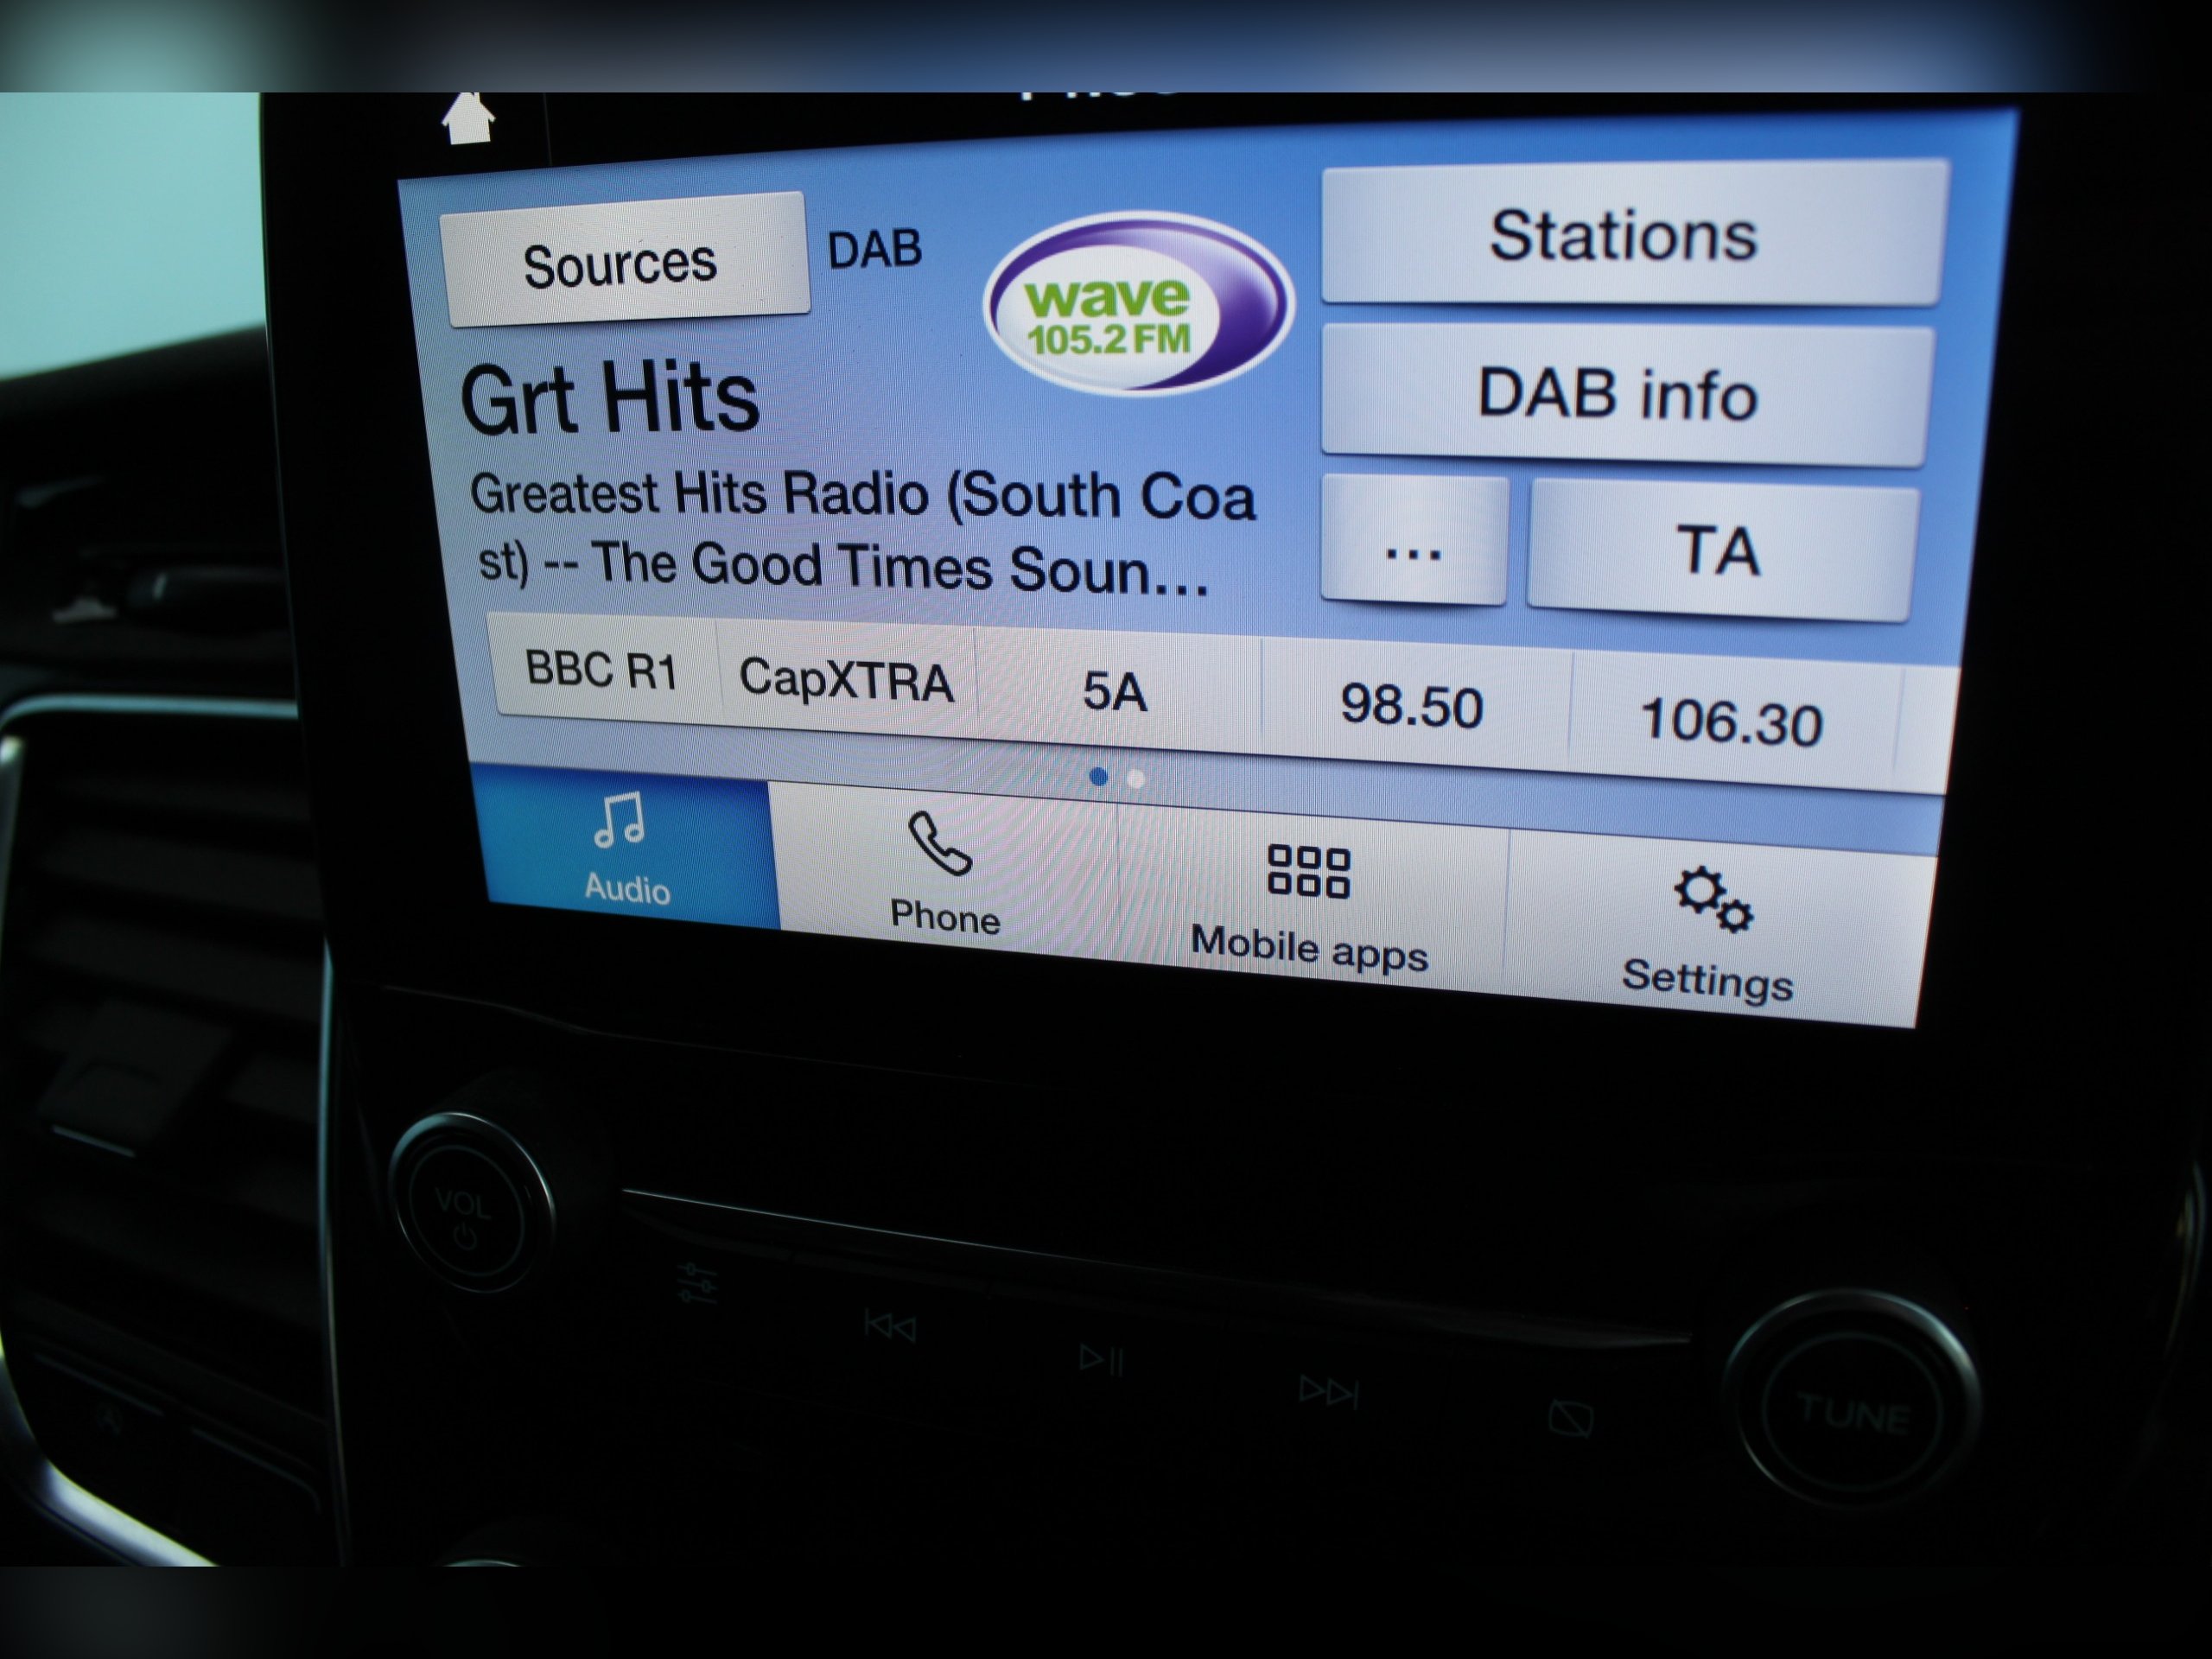 Sources
DAB
wave
105.2 FM
Stations
DAB info
...
TA
Grt Hits
Greatest Hits Radio (South Coa
st) -- The Good Times Soun...
BBC R1
CapXTRA
5A
98.50
106.30
Audio
Phone
Mobile apps
Settings
VOL
TUNE